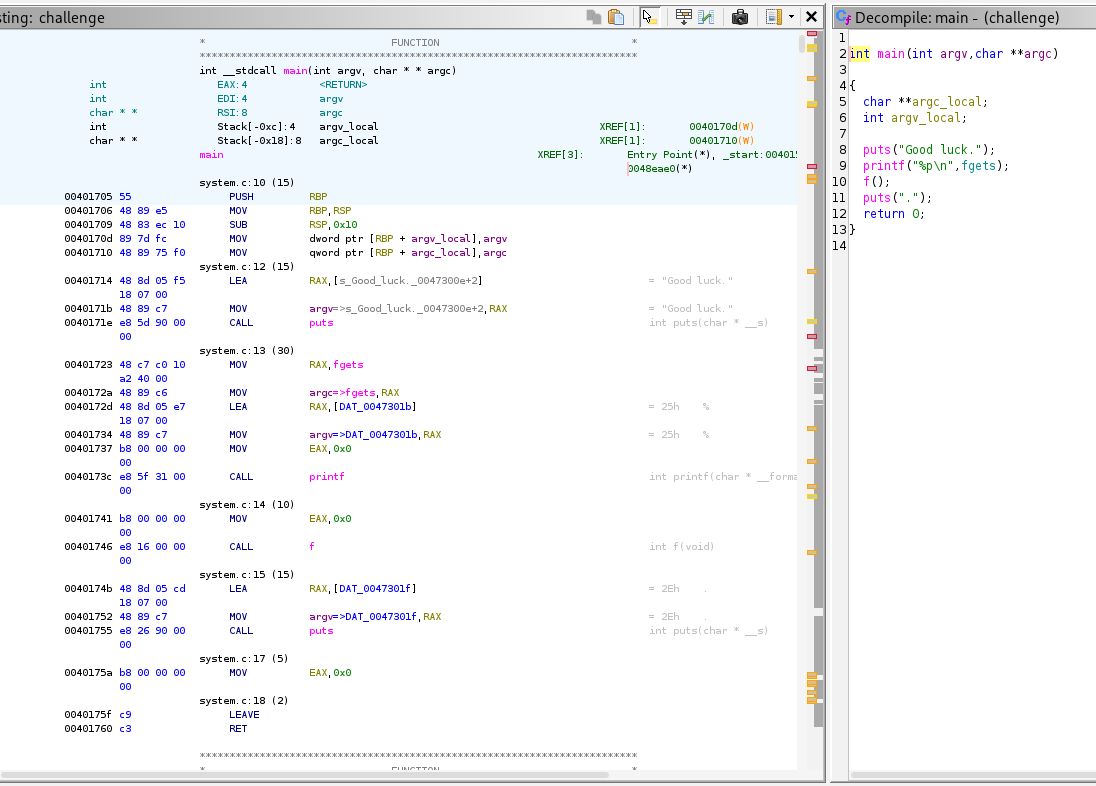 sting: challenge
* FUNCTION *
******************************************************************
int __stdcall main(int argv, char * * argc)
int EAX:4 <RETURN>
int EDI:4 argv
char * * RSI:8 argc
int Stack[-0xc]:4 argv_local XREF[1]: 0040170d(W)
char * * Stack[-0x18]:8 argc_local XREF[1]: 00401710(W)
main XREF[3]: Entry Point(*), _start:004015
0048eae0(*)
system.c:10 (15)
00401705 55 PUSH RBP
00401706 48 89 e5 MOV RBP,RSP
00401709 48 83 ec 10 SUB RSP,0x10
0040170d 89 7d fc MOV dword ptr [RBP + argv_local],argv
00401710 48 89 75 f0 MOV qword ptr [RBP + argc_local],argc
system.c:12 (15)
00401714 48 8d 05 f5 LEA RAX,[s_Good_luck._0047300e+2] = "Good luck."
18 07 00
0040171b 48 89 c7 MOV argv=>s_Good_luck._0047300e+2,RAX = "Good luck."
0040171e e8 5d 90 00 CALL puts int puts(char * __s)
00
system.c:13 (30)
00401723 48 c7 c0 10 MOV RAX,fgets
a2 40 00
0040172a 48 89 c6 MOV argc=>fgets,RAX
0040172d 48 8d 05 e7 LEA RAX,[DAT_0047301b] = 25h %
18 07 00
00401734 48 89 c7 MOV argv=>DAT_0047301b,RAX = 25h %
00401737 b8 00 00 00 MOV EAX,0x0
00
0040173c e8 5f 31 00 CALL printf int printf(char * __forma
00
system.c:14 (10)
00401741 b8 00 00 00 MOV EAX,0x0
00
00401746 e8 16 00 00 CALL f int f(void)
00
system.c:15 (15)
0040174b 48 8d 05 cd LEA RAX,[DAT_0047301f] = 2Eh .
18 07 00
00401752 48 89 c7 MOV argv=>DAT_0047301f,RAX = 2Eh .
00401755 e8 26 90 00 CALL puts int puts(char * __s)
00
system.c:17 (5)
0040175a b8 00 00 00 MOV EAX,0x0
00
system.c:18 (2)
0040175f c9 LEAVE
00401760 c3 RET
******************************************************************
* FUNCTION *
Decompile: main - (challenge)
1
2 int main(int argv,char **argc)
3
4 {
5 char **argc_local;
6 int argv_local;
7
8 puts("Good luck.");
9 printf("%p\n",fgets);
10 f();
11 puts(".");
12 return 0;
13 }
14